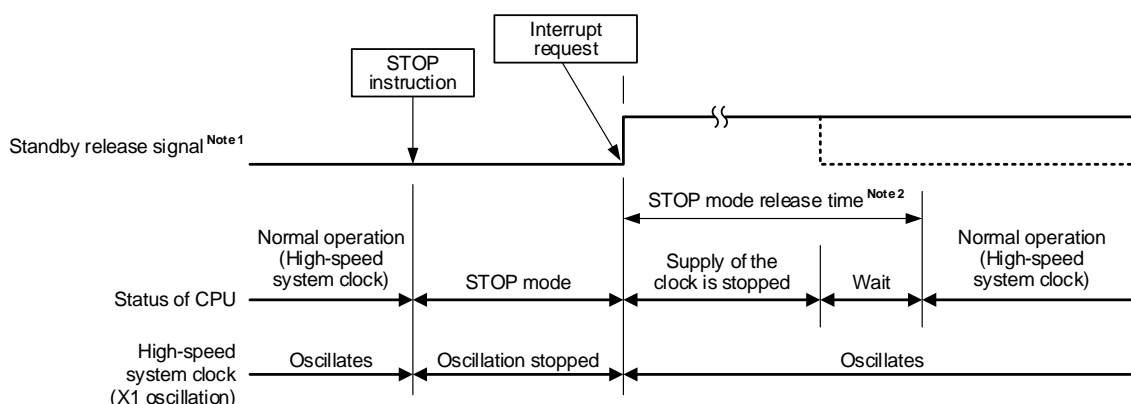 Interrupt
request
STOP
instruction
Standby release signal Note 1
STOP mode release time Note 2
Normal operation
(High-speed
system clock)
Supply of the
clock is stopped
Normal operation
(High-speed
system clock)
Status of CPU
STOP mode
Wait
High-speed
system clock
(X1 oscillation)
Oscillates
Oscillation stopped
Oscillates